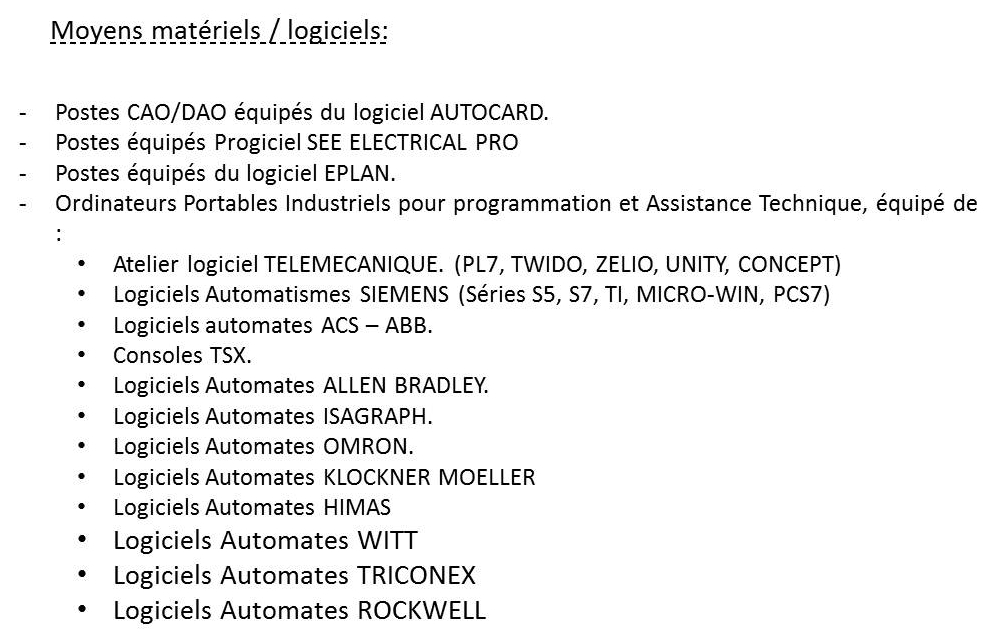 Moyens matériels / logiciels:
- Postes CAO/DAO équipés du logiciel AUTOCARD.
- Postes équipés Progiciel SEE ELECTRICAL PRO
- Postes équipés du logiciel EPLAN.
- Ordinateurs Portables Industriels pour programmation et Assistance Technique, équipé de
:
• Atelier logiciel TELEMECANIQUE. (PL7, TWIDO, ZELIO, UNITY, CONCEPT)
• Logiciels Automatismes SIEMENS (Séries S5, S7, TI, MICRO-WIN, PCS7)
• Logiciels automates ACS – ABB.
• Consoles TSX.
• Logiciels Automates ALLEN BRADLEY.
• Logiciels Automates ISAGRAPH.
• Logiciels Automates OMRON.
• Logiciels Automates KLOCKNER MOELLER
• Logiciels Automates HIMAS
• Logiciels Automates WITT
• Logiciels Automates TRICONEX
• Logiciels Automates ROCKWELL